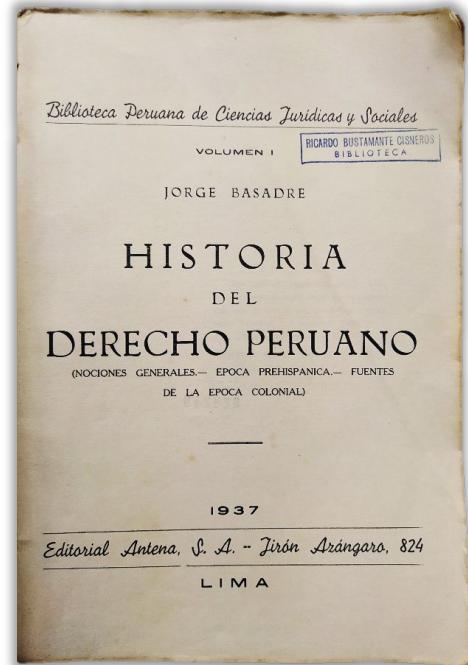 Biblioteca Peruana de Ciencias Jurídicas y Sociales
VOLUMEN I
RICARDO BUSTAMANTE CISNEROS
BIBLIOTECA
JORGE BASADRE
HISTORIA
DEL
DERECHO PERUANO
(NOCIONES GENERALES.— EPOCA PREHISPANICA.— FUENTES
DE LA EPOCA COLONIAL)
1937
Editorial Antena, S. A. -- Jirón Azángaro, 824
LIMA